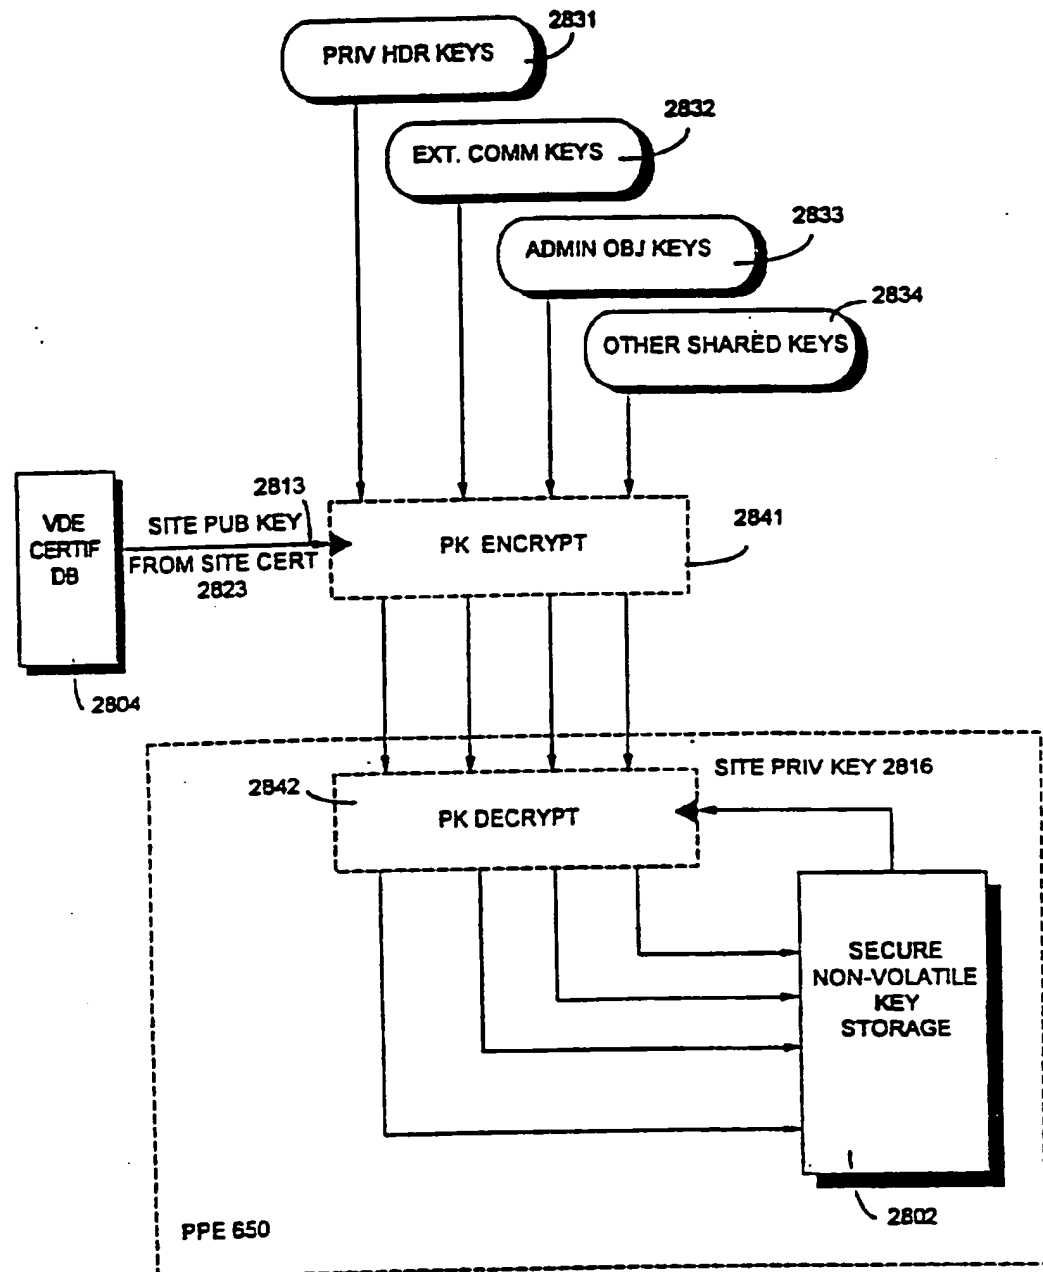 2831
PRIV HDR KEYS
2832
EXT. COMM KEYS
2833
ADMIN OBJ KEYS
2834
OTHER SHARED KEYS
2813
VDE
CERTIF
DB
SITE PUB KEY
FROM SITE CERT
2823
PK ENCRYPT
2841
2804
SITE PRIV KEY 2816
2842
PK DECRYPT
SECURE
NON-VOLATILE
KEY
STORAGE
2802
PPE 650